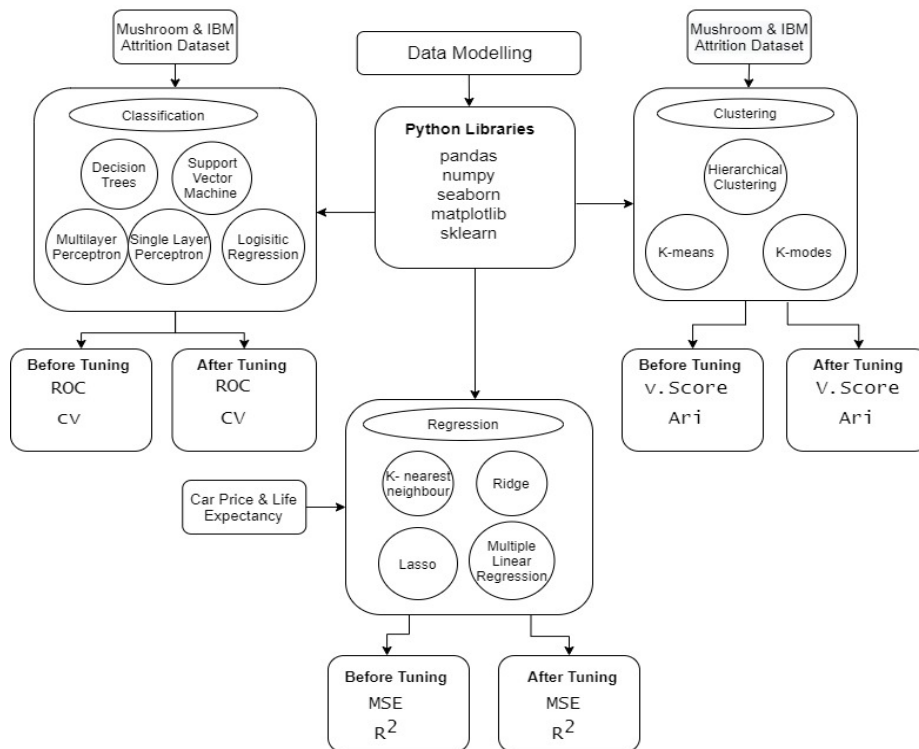 Mushroom & IBM
Attrition Dataset
Data Modelling
Mushroom & IBM
Attrition Dataset
Classification
Decision
Trees
Support
Vector
Machine
Multilayer
Perceptron
Single Layer
Perceptron
Logisitic
Regression
Python Libraries
pandas
numpy
seaborn
matplotlib
sklearn
Clustering
Hierarchical
Clustering
K-means
K-modes
Before Tuning
ROC
cv
After Tuning
ROC
CV
Before Tuning
v.Score
Ari
After Tuning
V.Score
Ari
Car Price & Life
Expectancy
Regression
K- nearest
neighbour
Ridge
Lasso
Multiple
Linear
Regression
Before Tuning
MSE
R²
After Tuning
MSE
R²